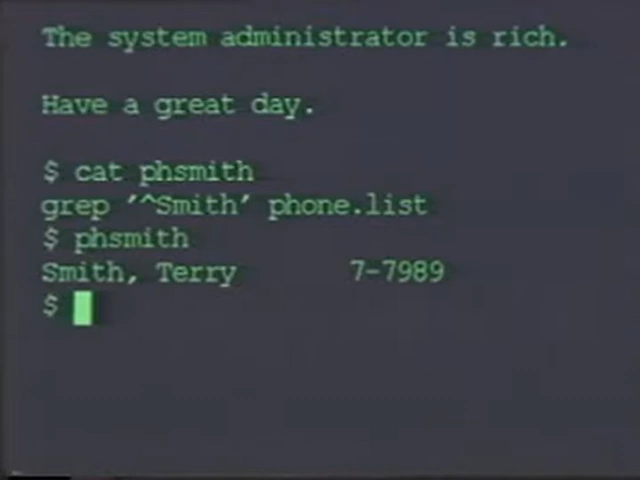 The system administrator is rich.
Have a great day.
$ cat phsmith
grep '^Smith' phone.list
$ phsmith
Smith, Terry 7-7989
$